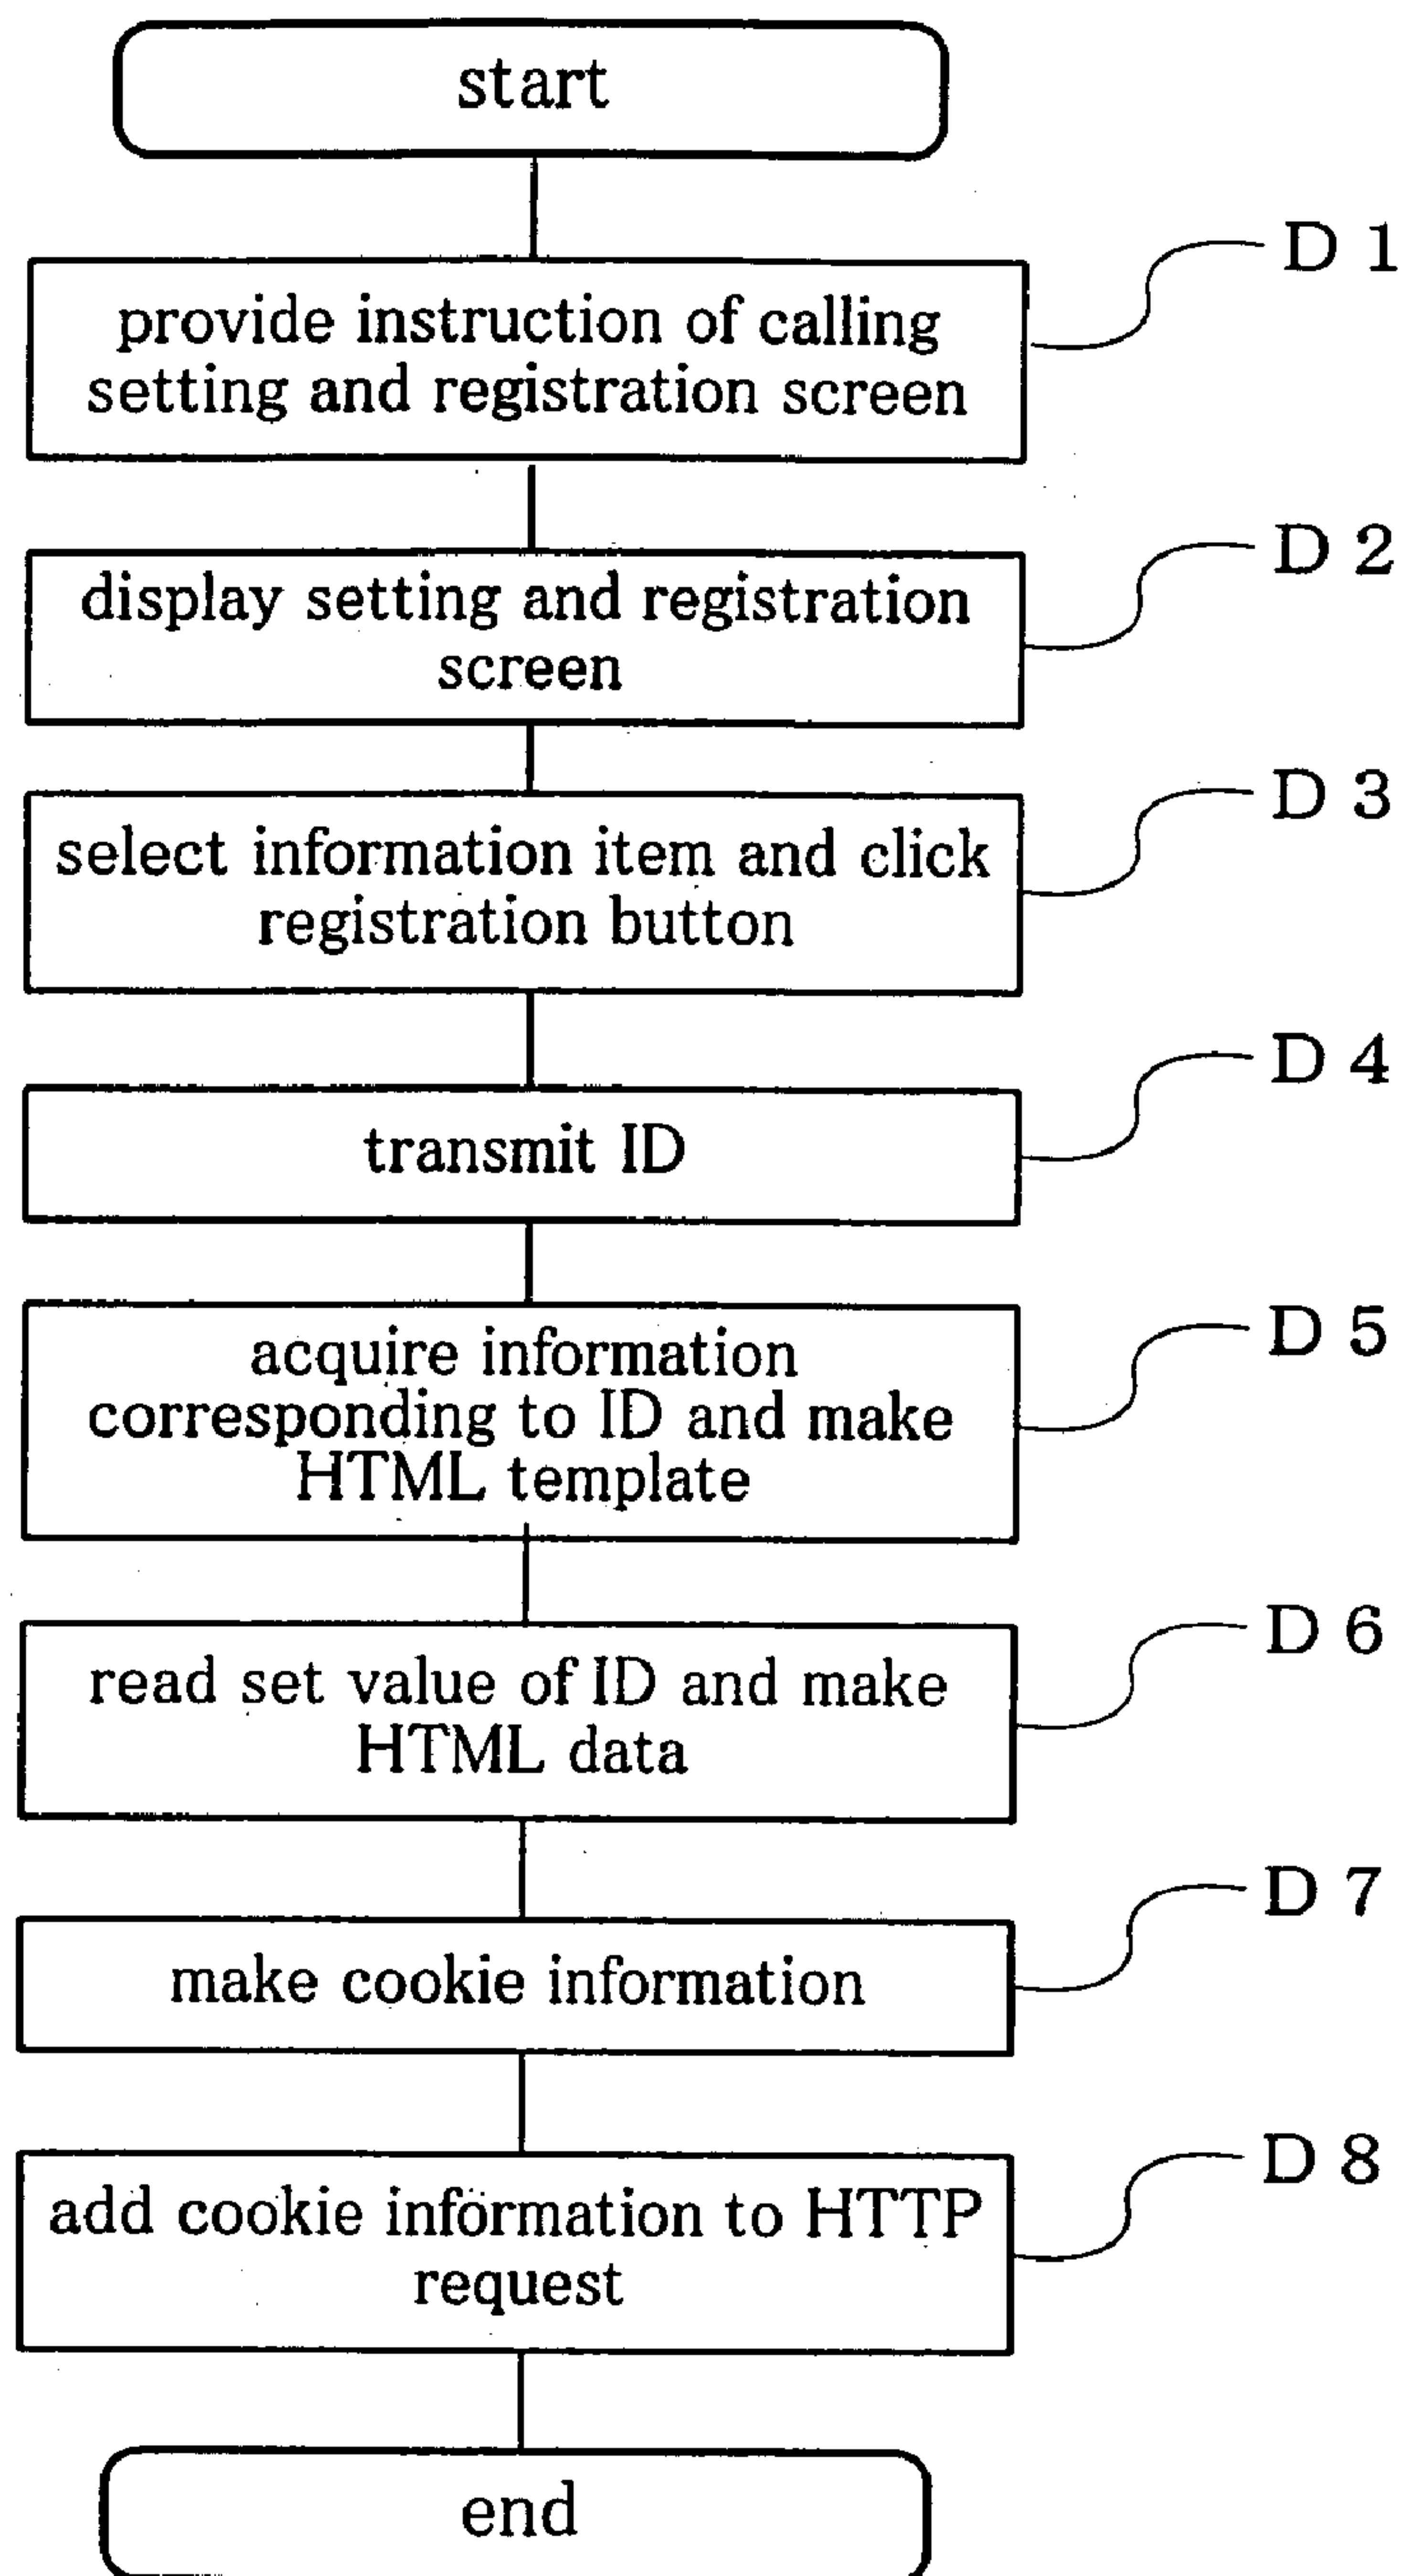 start
D 1
provide instruction of calling
setting and registration screen
D 2
display setting and registration
screen
D 3
select information item and click
registration button
D 4
transmit ID
D 5
acquire information
corresponding to ID and make
HTML template
D 6
read set value of ID and make
HTML data
D 7
make cookie information
D 8
add cookie information to HTTP
request
end